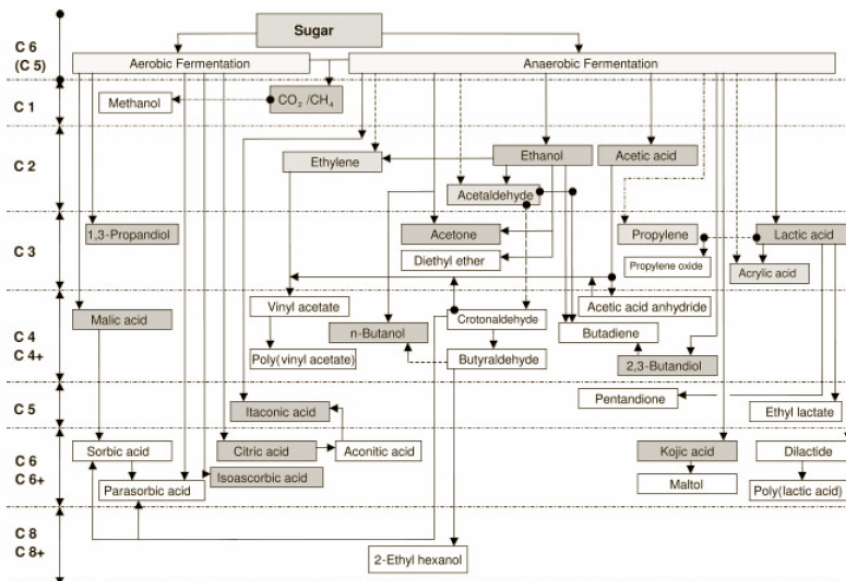 Sugar
C 6
(C 5)
Aerobic Fermentation
Anaerobic Fermentation
C 1
Methanol
CO₂ /CH₄
C 2
Ethylene
Ethanol
Acetic acid
Acetaldehyde
C 3
1,3-Propandiol
Acetone
Propylene
Lactic acid
Diethyl ether
Propylene oxide
Acrylic acid
C 4
C 4+
Vinyl acetate
Acetic acid anhydride
Malic acid
Crotonaldehyde
n-Butanol
Butadiene
Poly(vinyl acetate)
Butyraldehyde
2,3-Butandiol
C 5
Pentandione
Itaconic acid
Ethyl lactate
C 6
C 6+
Sorbic acid
Citric acid
Aconitic acid
Kojic acid
Dilactide
Isoascorbic acid
Parasorbic acid
Maltol
Poly(lactic acid)
C 8
C 8+
2-Ethyl hexanol